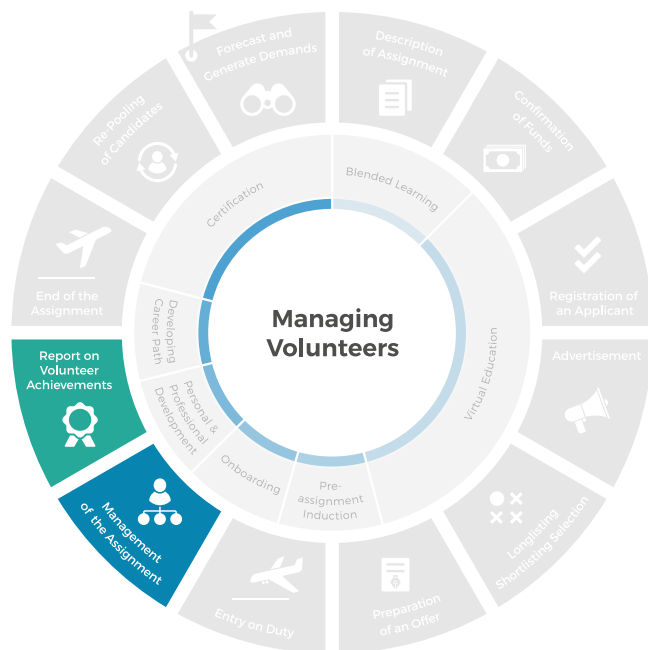 Managing
Volunteers
Forecast and
Generate Demands
Description
of Assignment
Confirmation
of Funds
Registration of
an Applicant
Advertisement
Longlisting
Shortlisting Selection
Preparation
of an Offer
Entry on Duty
Management
of the Assignment
Report on
Volunteer
Achievements
End of the
Assignment
Re-Pooling
of Candidates
Blended Learning
Virtual Education
Pre-
assignment
Induction
Onboarding
Personal &
Professional
Development
Developing
Career Path
Certification